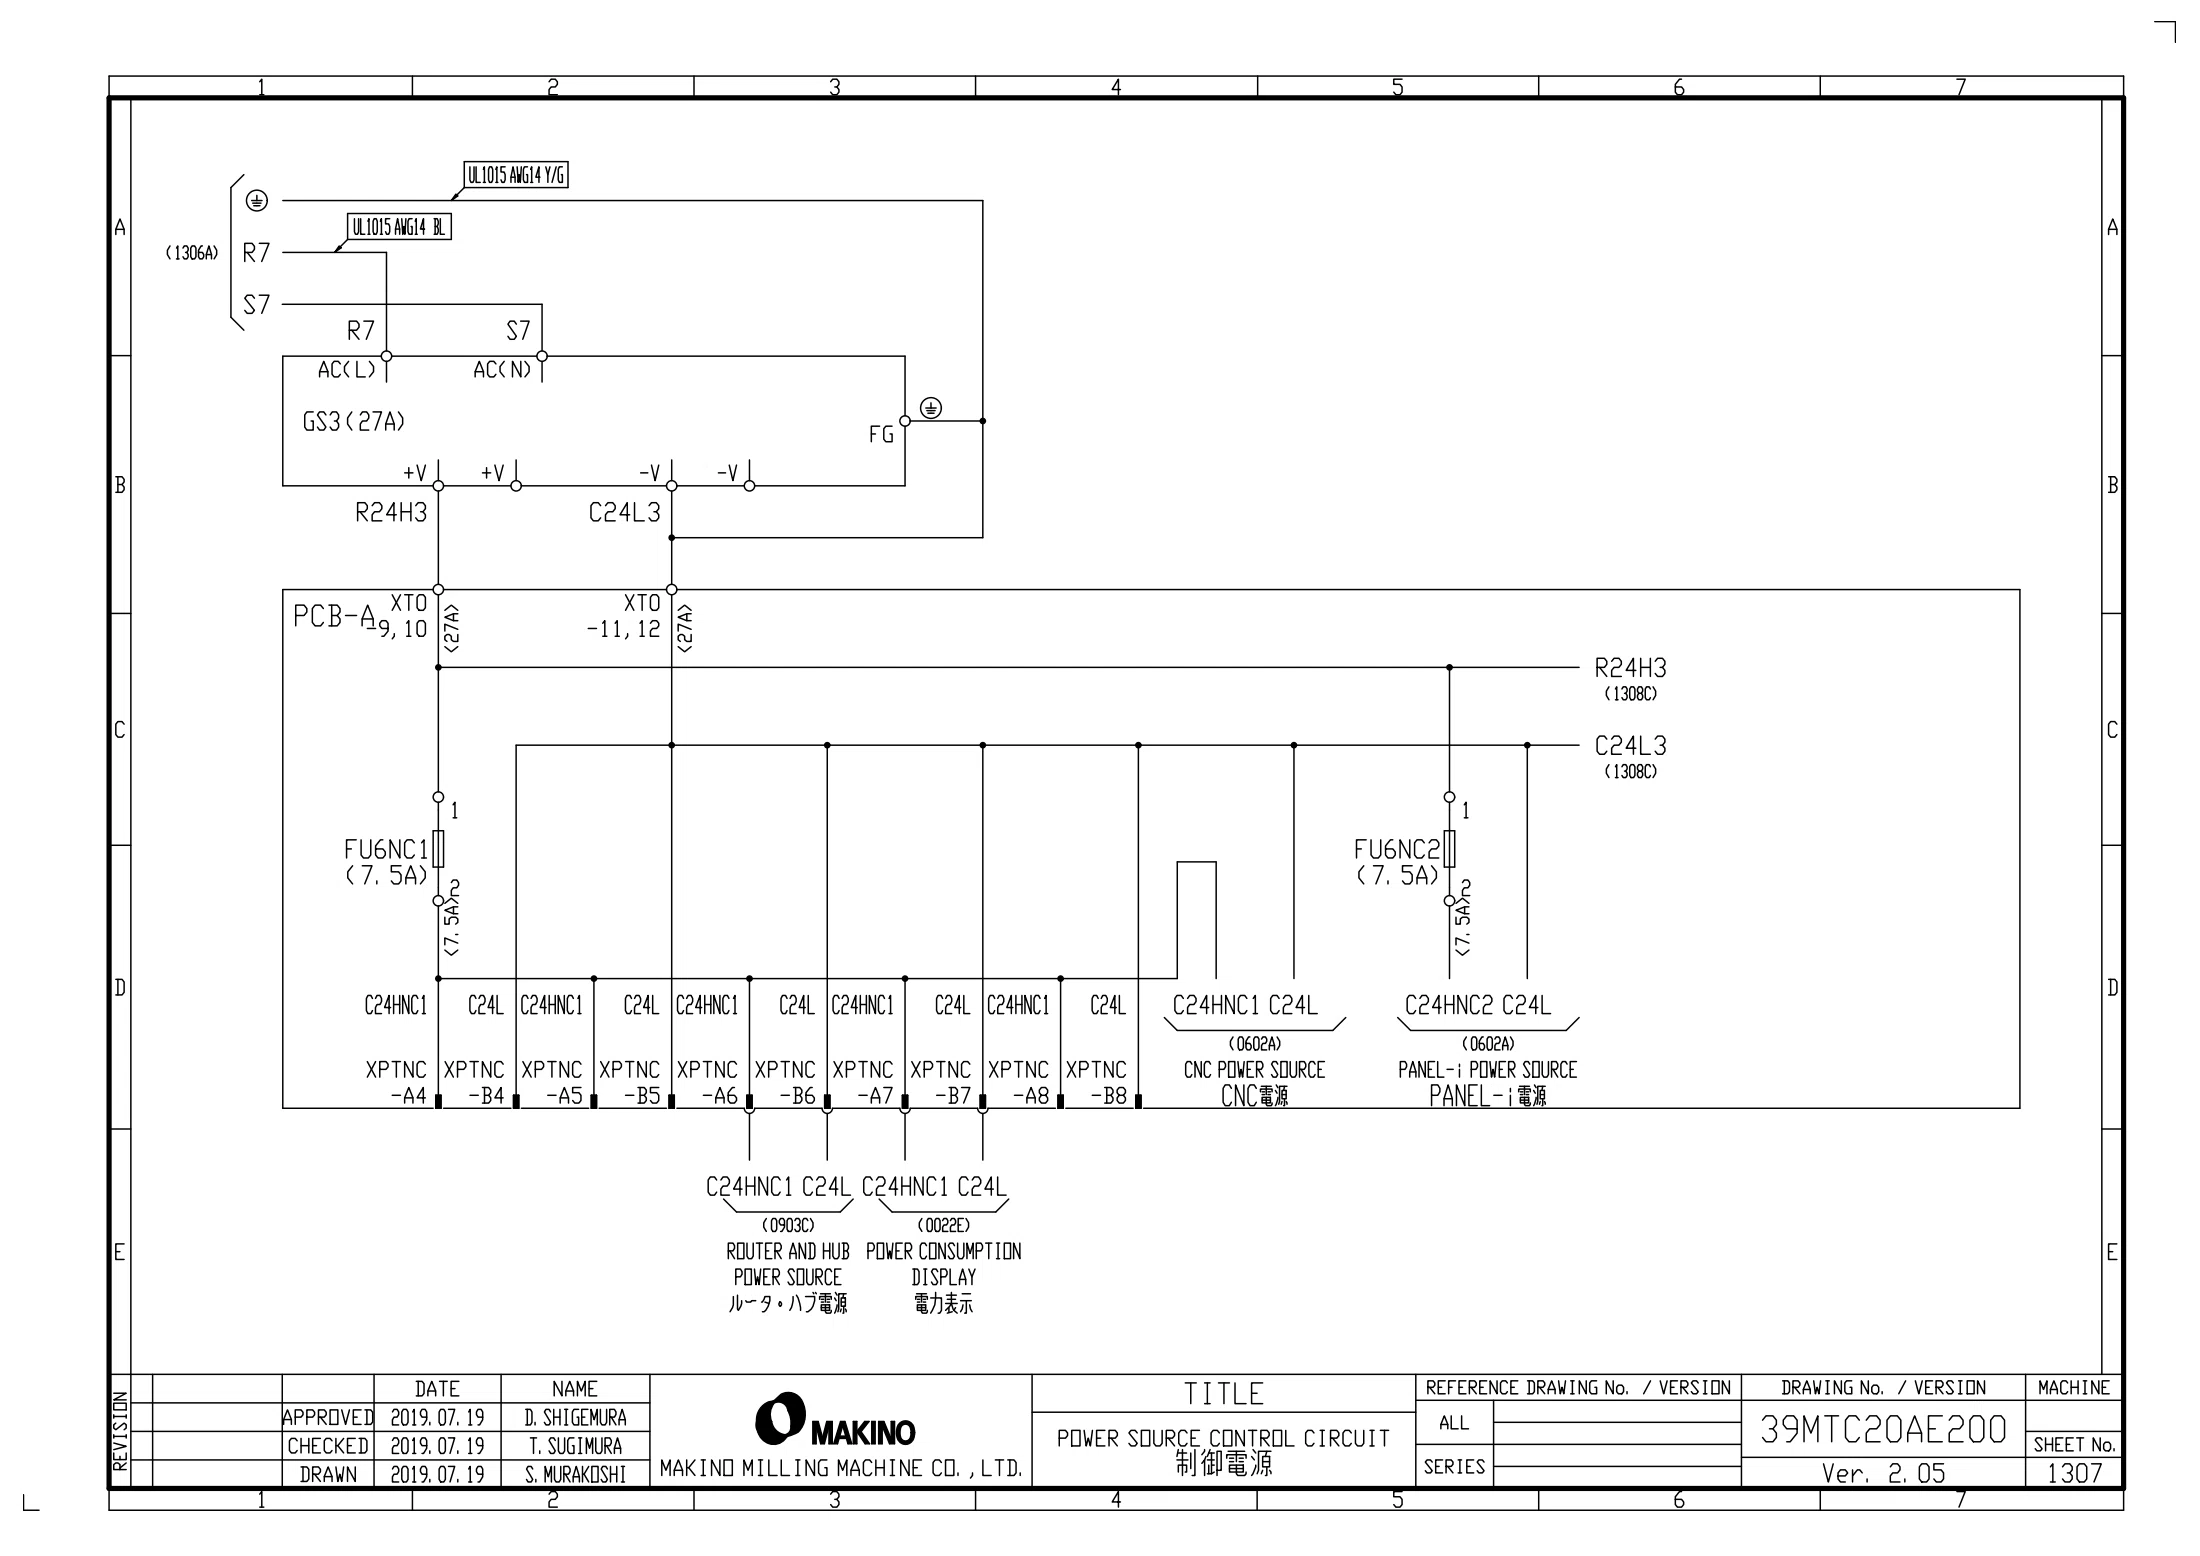 1 2 3 4 5 6 7
UL1015 AWG14 Y/G
A A
UL1015 AWG14 BL
(1306A) R7
S7
R7 S7
AC(L) AC(N)
GS3(27A)
FG
+V +V -V -V
B B
R24H3 C24L3
PCB-A XT0 XT0
-9,10 <27A> -11,12 <27A>
R24H3
(1308C)
C C
C24L3
(1308C)
1 1
FU6NC1 FU6NC2
(7.5A) (7.5A)
2 2
<7.5A> <7.5A>
D D
C24HNC1 C24L C24HNC1 C24L C24HNC1 C24L C24HNC1 C24L C24HNC1 C24L C24HNC1 C24L C24HNC2 C24L
(0602A) (0602A)
XPTNC XPTNC XPTNC XPTNC XPTNC XPTNC XPTNC XPTNC XPTNC XPTNC CNC POWER SOURCE PANEL-i POWER SOURCE
-A4 -B4 -A5 -B5 -A6 -B6 -A7 -B7 -A8 -B8 CNC電源 PANEL-i電源
C24HNC1 C24L C24HNC1 C24L
(0903C) (0022E)
E E
ROUTER AND HUB POWER CONSUMPTION
POWER SOURCE DISPLAY
ルータ・ハブ電源 電力表示
REVISION
DATE NAME
APPROVED 2019.07.19 D. SHIGEMURA
CHECKED 2019.07.19 T. SUGIMURA
DRAWN 2019.07.19 S. MURAKOSHI
MAKINO
MAKINO MILLING MACHINE CO.,LTD.
TITLE
POWER SOURCE CONTROL CIRCUIT
制御電源
REFERENCE DRAWING No. / VERSION
ALL
SERIES
DRAWING No. / VERSION
39MTC20AE200
Ver. 2.05
MACHINE
SHEET No.
1307
1 2 3 4 5 6 7